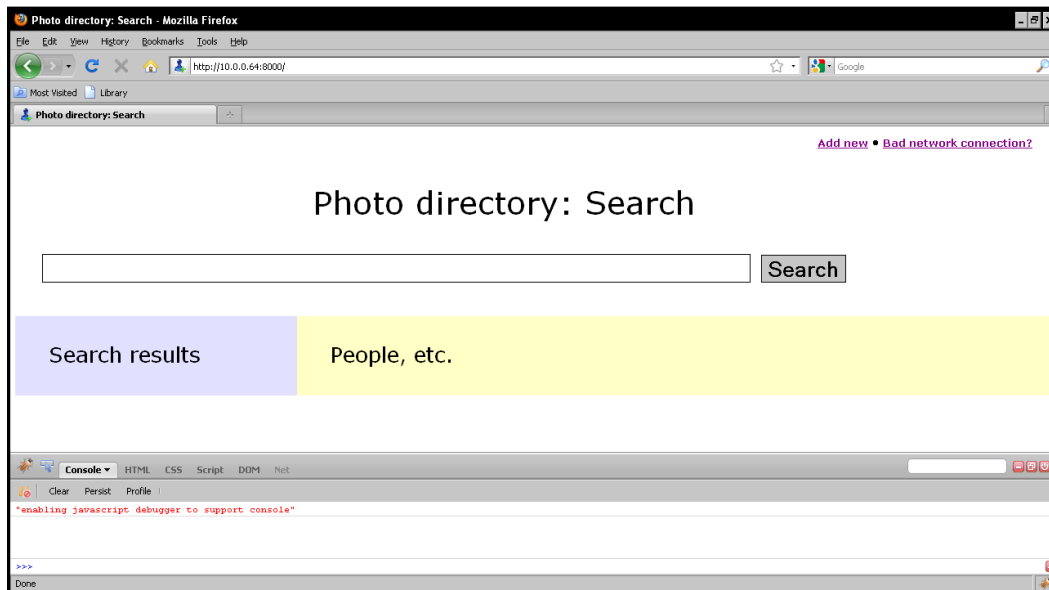 Photo directory: Search - Mozilla Firefox
File Edit View History Bookmarks Tools Help
http://10.0.0.64:8000/ Google
Most Visited Library
Photo directory: Search
Add new • Bad network connection?
Photo directory: Search
Search
Search results People, etc.
Console HTML CSS Script DOM Net
Clear Persist Profile
"enabling javascript debugger to support console"
>>>
Done